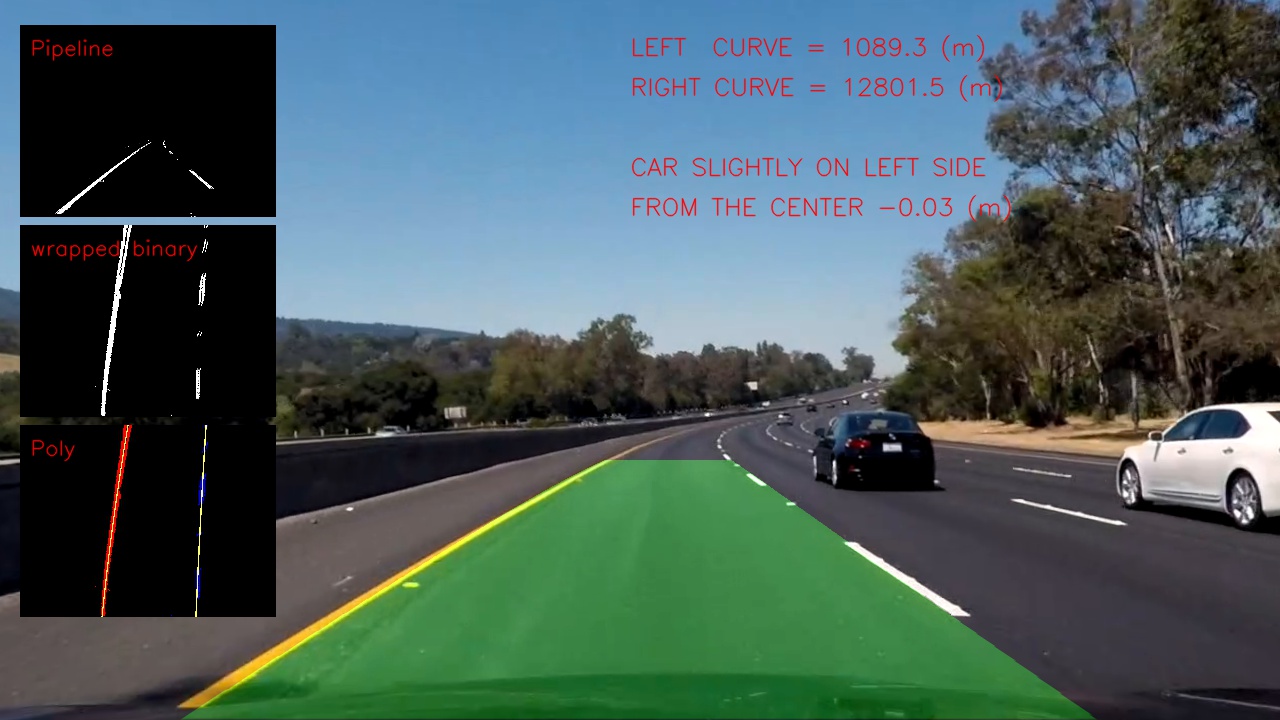 Pipeline
wrapped binary
Poly
LEFT CURVE = 1089.3 (m)
RIGHT CURVE = 12801.5 (m)
CAR SLIGHTLY ON LEFT SIDE
FROM THE CENTER -0.03 (m)